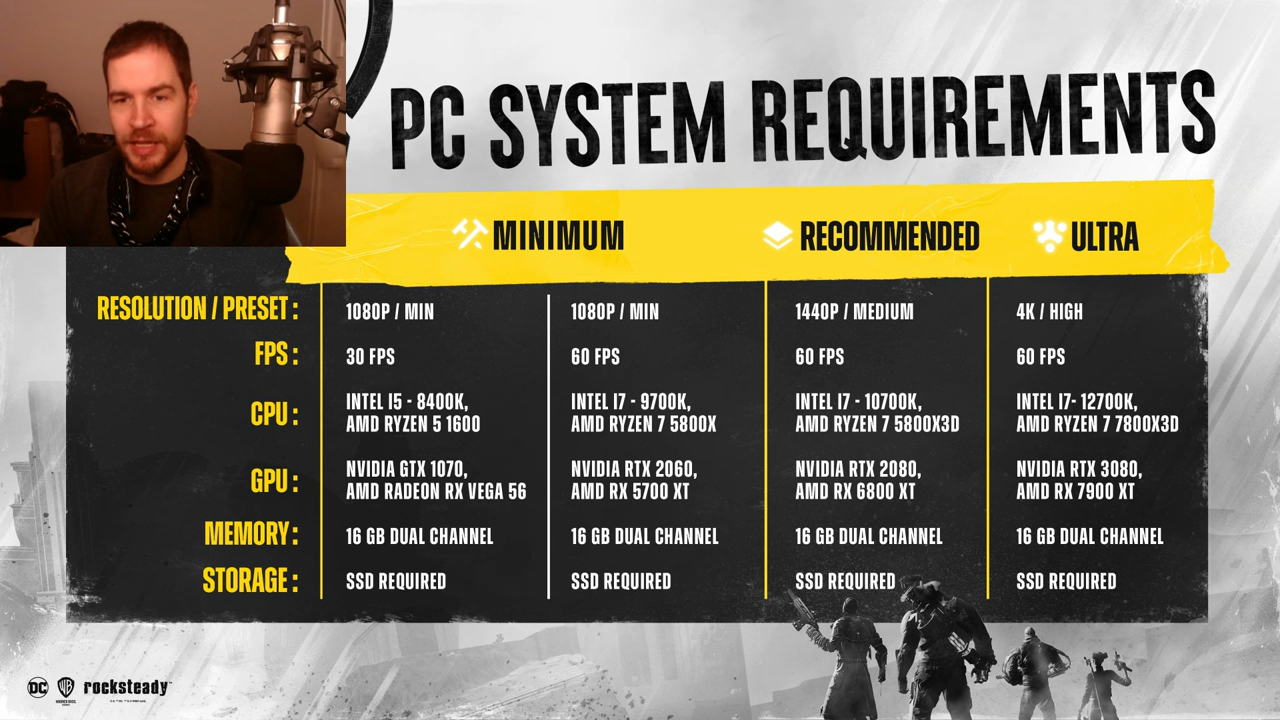 PC SYSTEM REQUIREMENTS
MINIMUM RECOMMENDED ULTRA
RESOLUTION / PRESET: 1080P / MIN 1080P / MIN 1440P / MEDIUM 4K / HIGH
FPS: 30 FPS 60 FPS 60 FPS 60 FPS
CPU: INTEL I5 - 8400K, INTEL I7 - 9700K, INTEL I7 - 10700K, INTEL I7- 12700K,
AMD RYZEN 5 1600 AMD RYZEN 7 5800X AMD RYZEN 7 5800X3D AMD RYZEN 7 7800X3D
GPU: NVIDIA GTX 1070, NVIDIA RTX 2060, NVIDIA RTX 2080, NVIDIA RTX 3080,
AMD RADEON RX VEGA 56 AMD RX 5700 XT AMD RX 6800 XT AMD RX 7900 XT
MEMORY: 16 GB DUAL CHANNEL 16 GB DUAL CHANNEL 16 GB DUAL CHANNEL 16 GB DUAL CHANNEL
STORAGE: SSD REQUIRED SSD REQUIRED SSD REQUIRED SSD REQUIRED
DC WB rocksteady